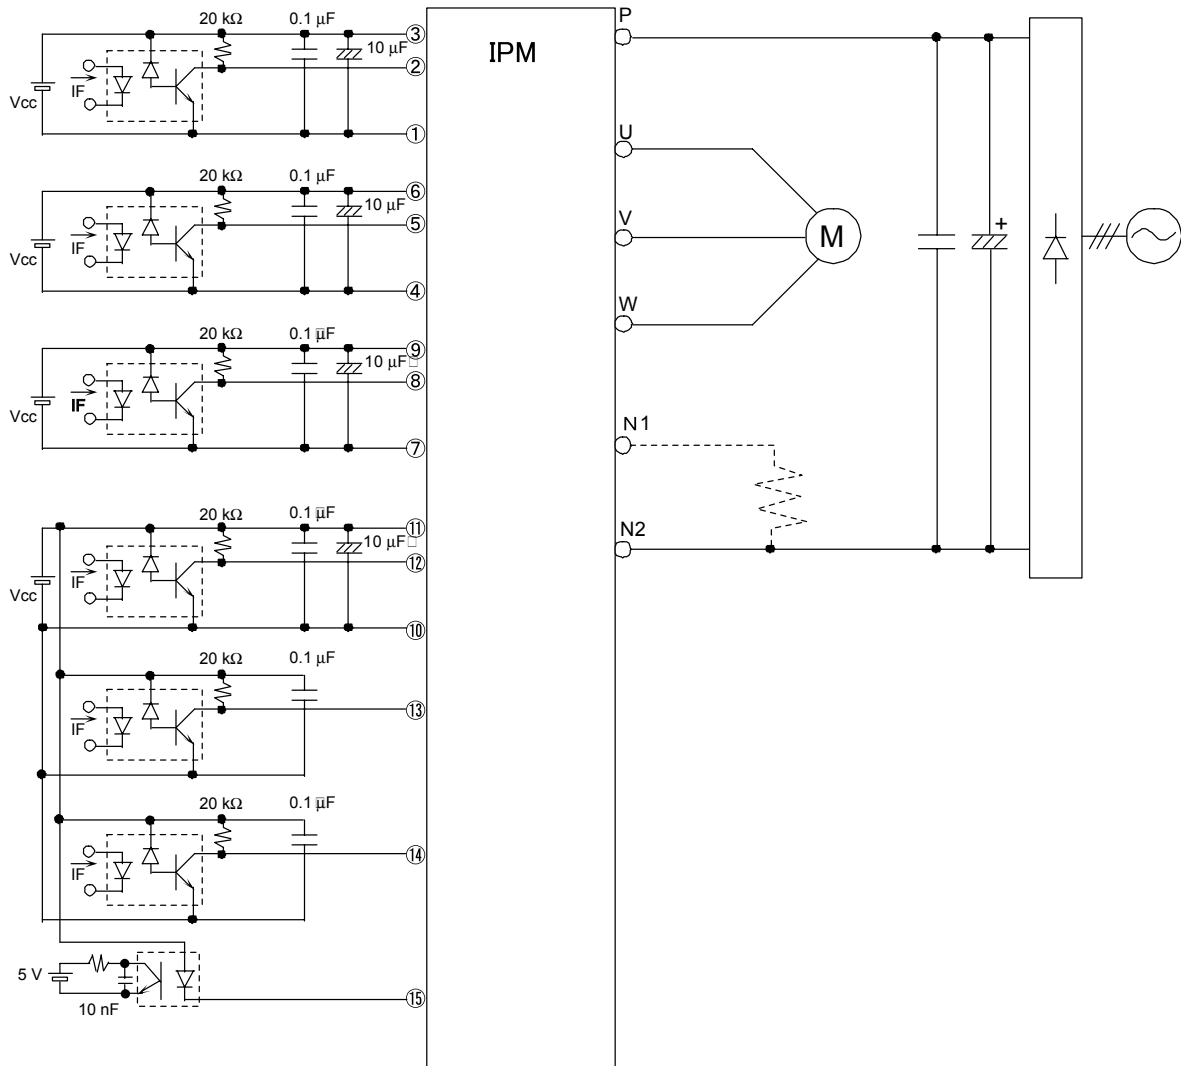 20 kΩ 0.1 μF ③ P
10 μF IPM
②
IF
Vcc
① U
20 kΩ 0.1 μF ⑥
10 μF
⑤ V M
IF
Vcc
④ W
20 kΩ 0.1 μF ⑨
10 μF
⑧
IF
Vcc
⑦ N1
20 kΩ 0.1 μF ⑪ N2
10 μF
⑫
IF
Vcc
⑩
20 kΩ 0.1 μF
⑬
IF
20 kΩ 0.1 μF
⑭
IF
5 V
10 nF ⑮
+